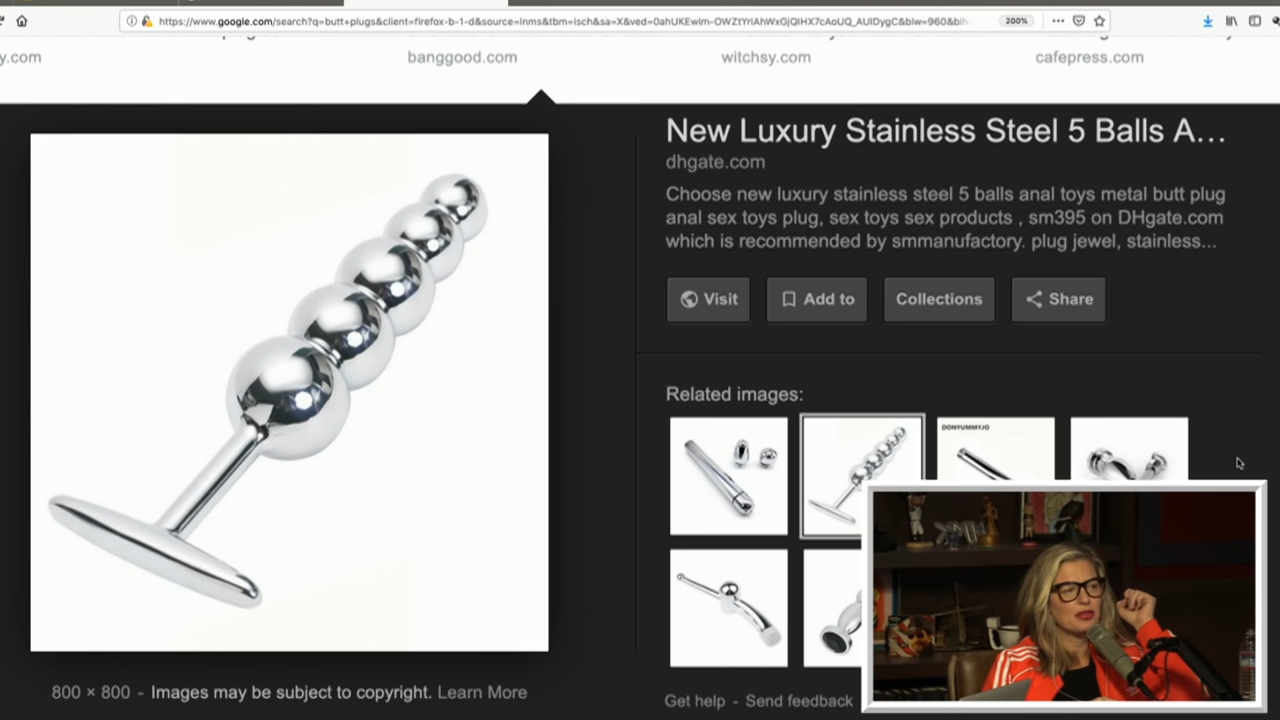 https://www.google.com/search?q=butt+plugs&client=firefox-b-1-d&source=lnms&tbm=isch&sa=X&ved=0ahUKEwim-OWZtYriAhWxGjQIHX7cAoUQ_AUIDygC&biw=960&bih
200%
y.com
banggood.com
witchsy.com
cafepress.com
New Luxury Stainless Steel 5 Balls A...
dhgate.com
Choose new luxury stainless steel 5 balls anal toys metal butt plug
anal sex toys plug, sex toys sex products , sm395 on DHgate.com
which is recommended by smmanufactory. plug jewel, stainless...
Visit
Add to
Collections
Share
Related images:
DONYUMMYJO
800 × 800 - Images may be subject to copyright. Learn More
Get help - Send feedback